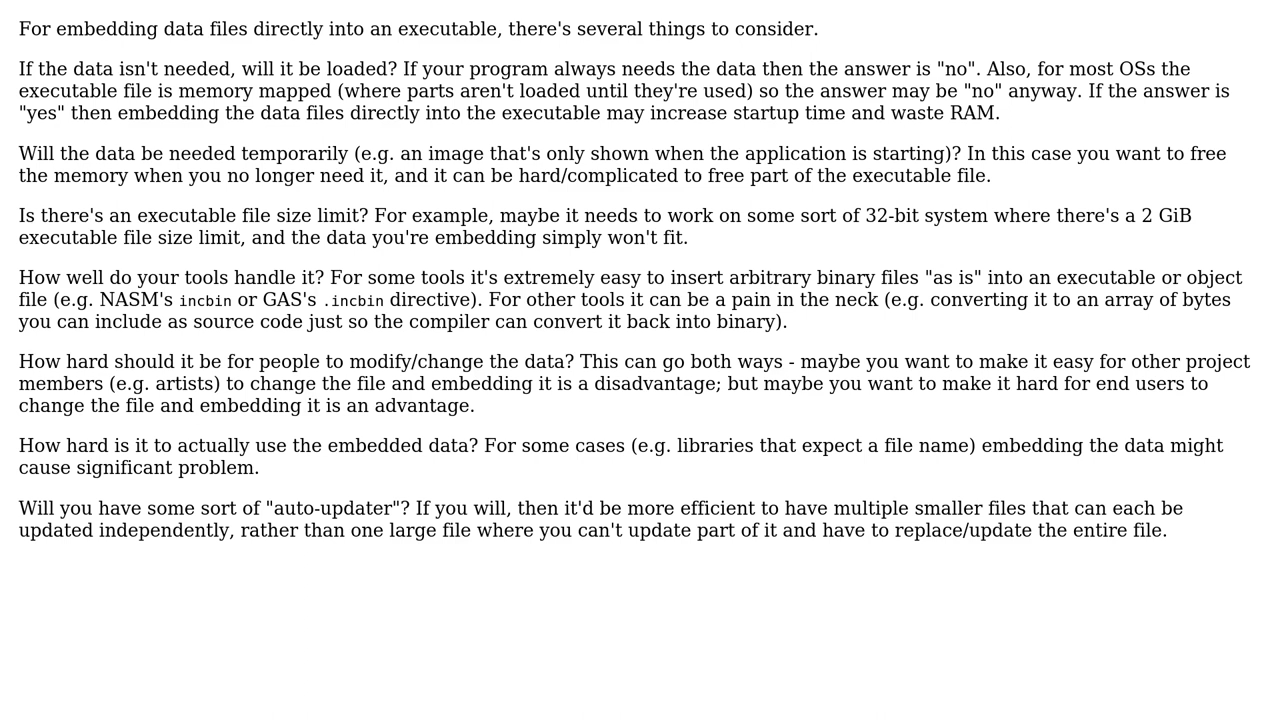 For embedding data files directly into an executable, there's several things to consider.
If the data isn't needed, will it be loaded? If your program always needs the data then the answer is "no". Also, for most OSs the
executable file is memory mapped (where parts aren't loaded until they're used) so the answer may be "no" anyway. If the answer is
"yes" then embedding the data files directly into the executable may increase startup time and waste RAM.
Will the data be needed temporarily (e.g. an image that's only shown when the application is starting)? In this case you want to free
the memory when you no longer need it, and it can be hard/complicated to free part of the executable file.
Is there's an executable file size limit? For example, maybe it needs to work on some sort of 32-bit system where there's a 2 GiB
executable file size limit, and the data you're embedding simply won't fit.
How well do your tools handle it? For some tools it's extremely easy to insert arbitrary binary files "as is" into an executable or object
file (e.g. NASM's incbin or GAS's .incbin directive). For other tools it can be a pain in the neck (e.g. converting it to an array of bytes
you can include as source code just so the compiler can convert it back into binary).
How hard should it be for people to modify/change the data? This can go both ways - maybe you want to make it easy for other project
members (e.g. artists) to change the file and embedding it is a disadvantage; but maybe you want to make it hard for end users to
change the file and embedding it is an advantage.
How hard is it to actually use the embedded data? For some cases (e.g. libraries that expect a file name) embedding the data might
cause significant problem.
Will you have some sort of "auto-updater"? If you will, then it'd be more efficient to have multiple smaller files that can each be
updated independently, rather than one large file where you can't update part of it and have to replace/update the entire file.